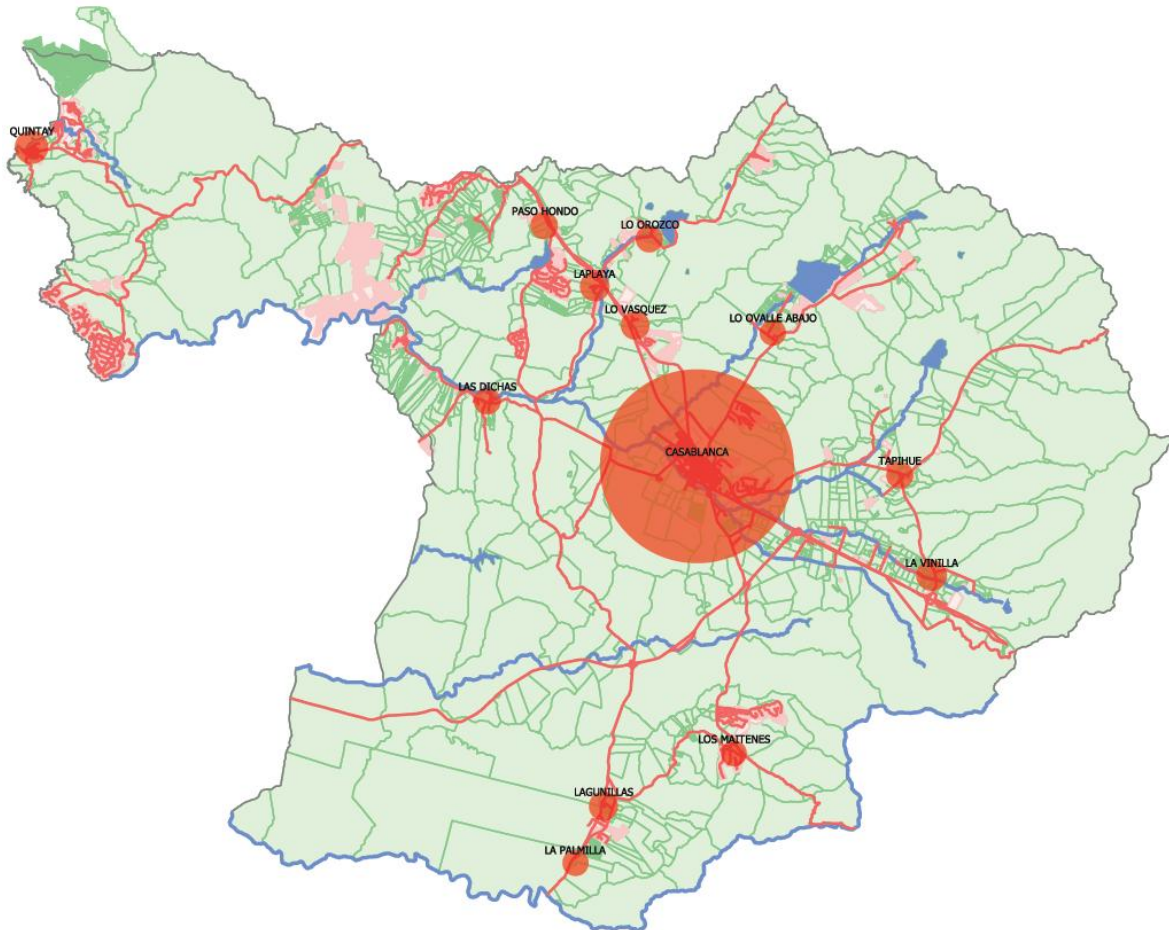 QUINTAY
PASO HONDO
LO OROZCO
LAPLAYA
LO VASQUEZ
LO OVALLE ABAJO
LAS DICHAS
CASABLANCA
TAPIHUE
LA VINILLA
LOS MAITENES
LAGUNILLAS
LA PALMILLA